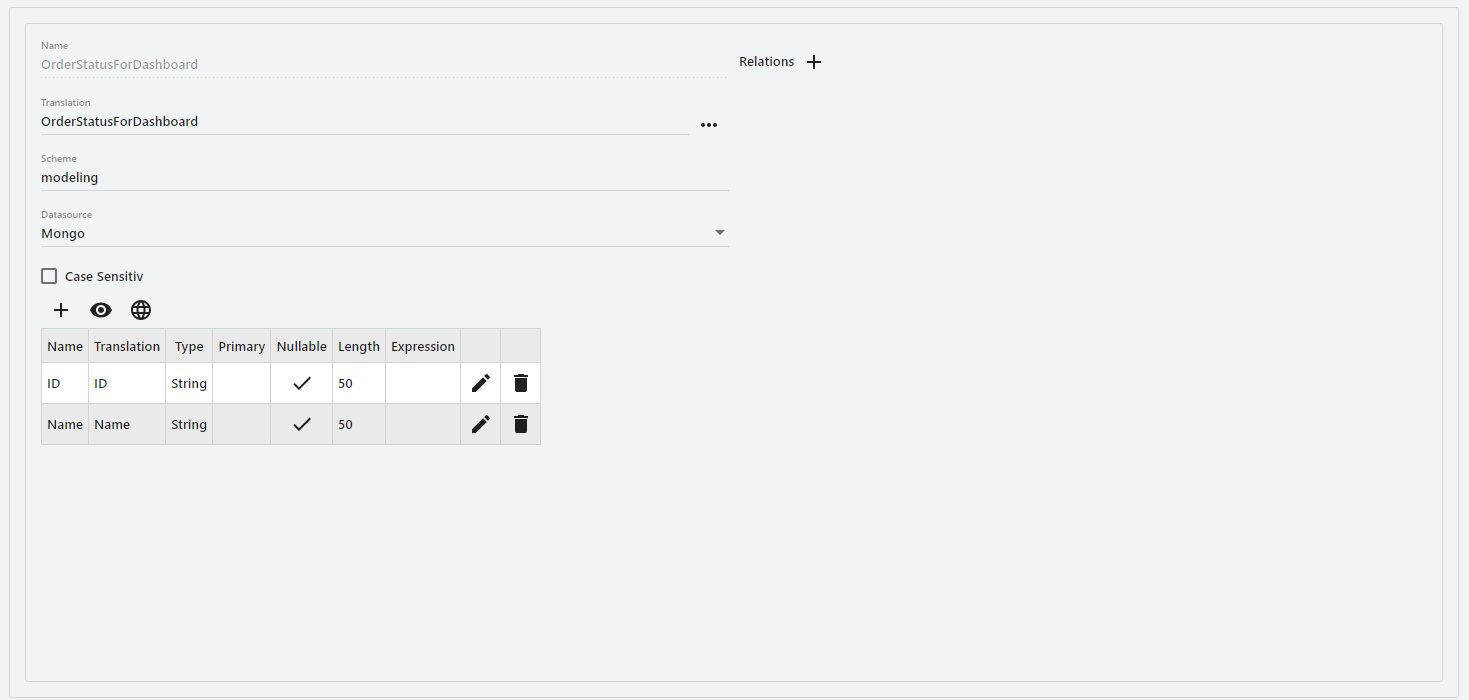 Name
OrderStatusForDashboard
Relations
Translation
OrderStatusForDashboard
Scheme
modeling
Datasource
Mongo
Case Sensitiv
Name Translation Type Primary Nullable Length Expression
ID ID String 50
Name Name String 50